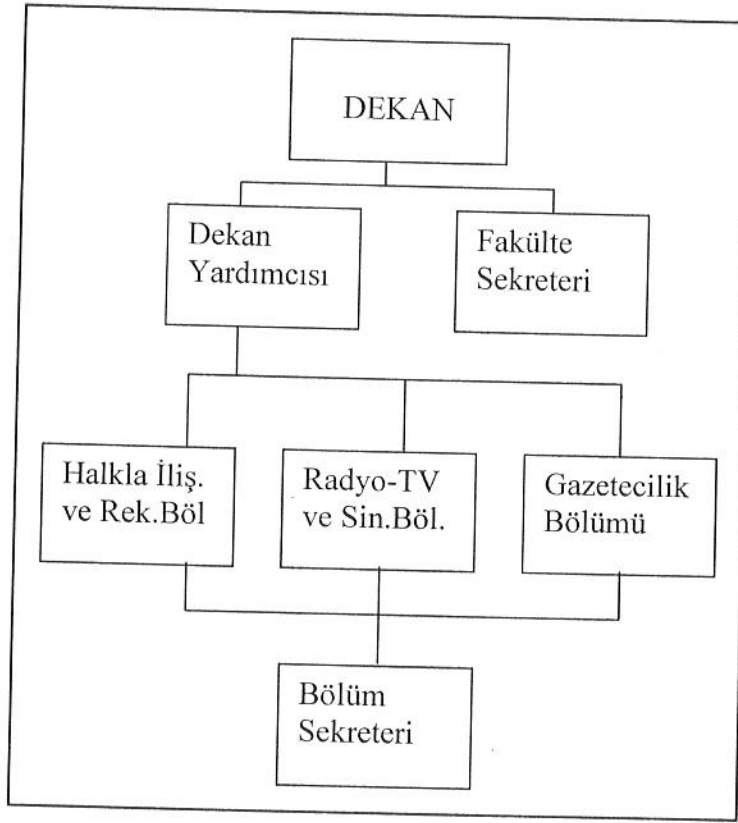 DEKAN
Dekan
Yardımcısı
Fakülte
Sekreteri
Halkla İliş.
ve Rek.Böl
Radyo-TV
ve Sin.Böl.
Gazetecilik
Bölümü
Bölüm
Sekreteri